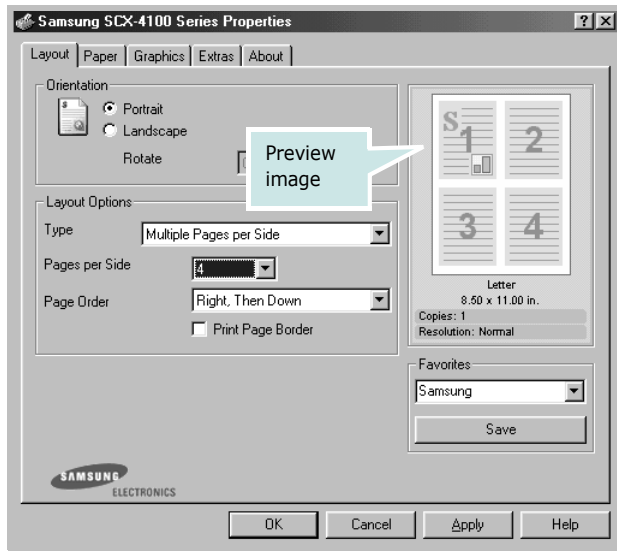 Samsung SCX-4100 Series Properties
Layout Paper Graphics Extras About
Orientation
Portrait
Landscape
Rotate
Preview
image
Layout Options
Type Multiple Pages per Side
Pages per Side 4
Page Order Right, Then Down
Print Page Border
S
1 2
3 4
Letter
8.50 x 11.00 in.
Copies: 1
Resolution: Normal
Favorites
Samsung
Save
SAMSUNG
ELECTRONICS
OK Cancel Apply Help